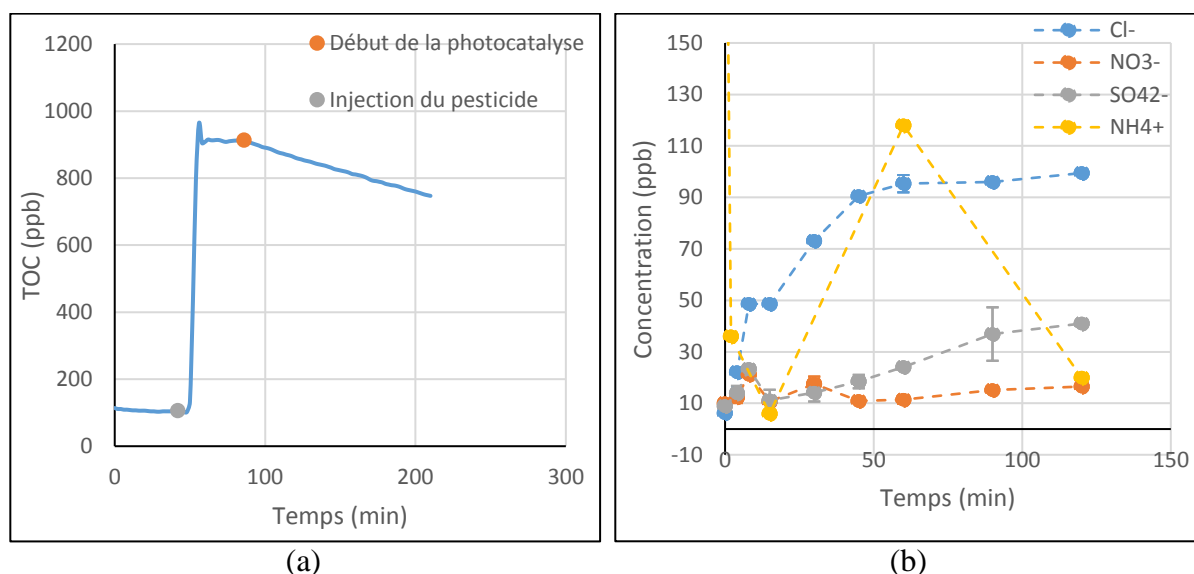 1200
1000
800
600
400
200
0
TOC (ppb)
0 100 200 300
Temps (min)
Début de la photocatalyse
Injection du pesticide
(a)
150
130
110
90
70
50
30
10
-10
Concentration (ppb)
0 50 100 150
Temps (min)
Cl-
NO3-
SO42-
NH4+
(b)